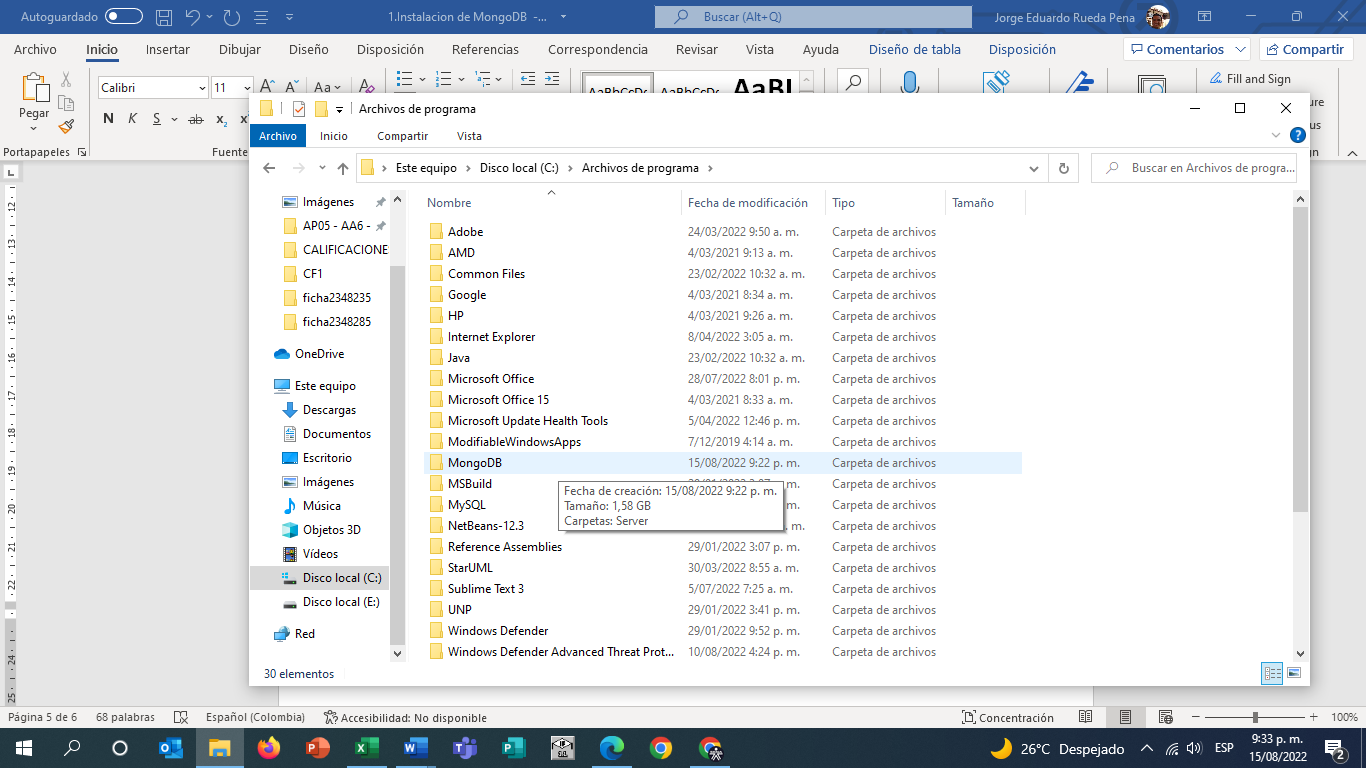 Autoguardado
1.Instalacion de MongoDB -...
Buscar (Alt+Q)
Jorge Eduardo Rueda Pena
Archivo Inicio Insertar Dibujar Diseño Disposición Referencias Correspondencia Revisar Vista Ayuda Diseño de tabla Disposición
Comentarios
Compartir
Calibri 11
Aa
Fill and Sign
Pegar
N K S ab x₂
Portapapeles
Fuente
Archivos de programa
Archivo Inicio Compartir Vista
Este equipo > Disco local (C:) > Archivos de programa >
Buscar en Archivos de progra...
Imágenes
AP05 - AA6 -
CALIFICACIONE
CF1
ficha2348235
ficha2348285
OneDrive
Este equipo
Descargas
Documentos
Escritorio
Imágenes
Música
Objetos 3D
Vídeos
Disco local (C:)
Disco local (E:)
Red
Nombre Fecha de modificación Tipo Tamaño
Adobe 24/03/2022 9:50 a. m. Carpeta de archivos
AMD 4/03/2021 9:13 a. m. Carpeta de archivos
Common Files 23/02/2022 10:32 a. m. Carpeta de archivos
Google 4/03/2021 8:34 a. m. Carpeta de archivos
HP 4/03/2021 9:26 a. m. Carpeta de archivos
Internet Explorer 8/04/2022 3:05 a. m. Carpeta de archivos
Java 23/02/2022 10:32 a. m. Carpeta de archivos
Microsoft Office 28/07/2022 8:01 p. m. Carpeta de archivos
Microsoft Office 15 4/03/2021 8:33 a. m. Carpeta de archivos
Microsoft Update Health Tools 5/04/2022 12:46 p. m. Carpeta de archivos
ModifiableWindowsApps 7/12/2019 4:14 a. m. Carpeta de archivos
MongoDB 15/08/2022 9:22 p. m. Carpeta de archivos
MSBuild Carpeta de archivos
MySQL m. Carpeta de archivos
NetBeans-12.3 m. Carpeta de archivos
Fecha de creación: 15/08/2022 9:22 p. m.
Tamaño: 1,58 GB
Carpetas: Server
Reference Assemblies 29/01/2022 3:07 p. m. Carpeta de archivos
StarUML 30/03/2022 8:55 a. m. Carpeta de archivos
Sublime Text 3 5/07/2022 7:25 a. m. Carpeta de archivos
UNP 29/01/2022 3:41 p. m. Carpeta de archivos
Windows Defender 29/01/2022 9:52 p. m. Carpeta de archivos
Windows Defender Advanced Threat Prot... 10/08/2022 4:24 p. m. Carpeta de archivos
30 elementos
Página 5 de 6 68 palabras Español (Colombia) Accesibilidad: No disponible
Concentración
100%
26°C Despejado
ESP
9:33 p. m.
15/08/2022
2